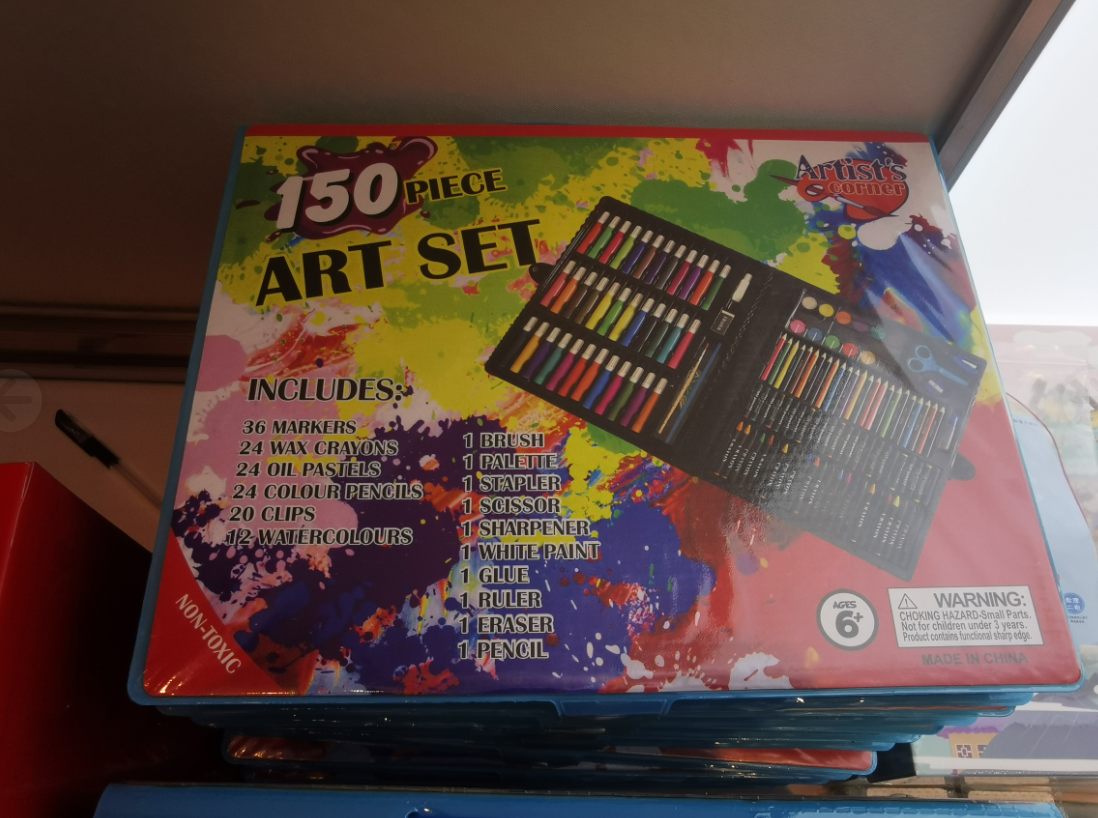 150 PIECE
ART SET
Artist's
corner
INCLUDES:
36 MARKERS
24 WAX CRAYONS
24 OIL PASTELS
24 COLOUR PENCILS
20 CLIPS
12 WATERCOLOURS
1 BRUSH
1 PALETTE
1 STAPLER
1 SCISSOR
1 SHARPENER
1 WHITE PAINT
1 GLUE
1 RULER
1 ERASER
1 PENCIL
NON-TOXIC
AGES
6+
WARNING:
CHOKING HAZARD-Small Parts.
Not for children under 3 years.
Product contains functional sharp edge.
MADE IN CHINA